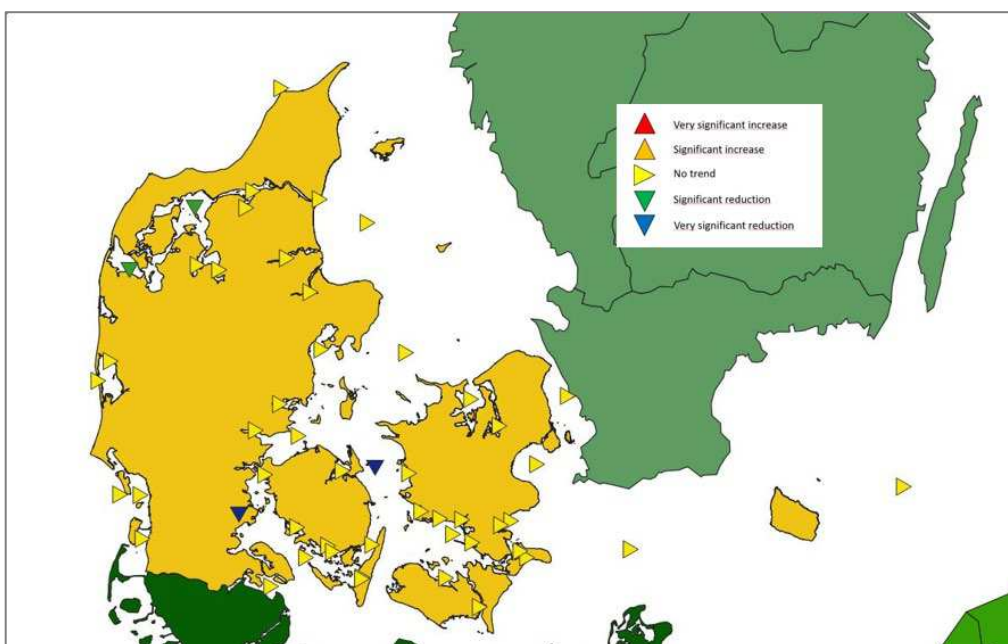 Very significant increase
Significant increase
No trend
Significant reduction
Very significant reduction